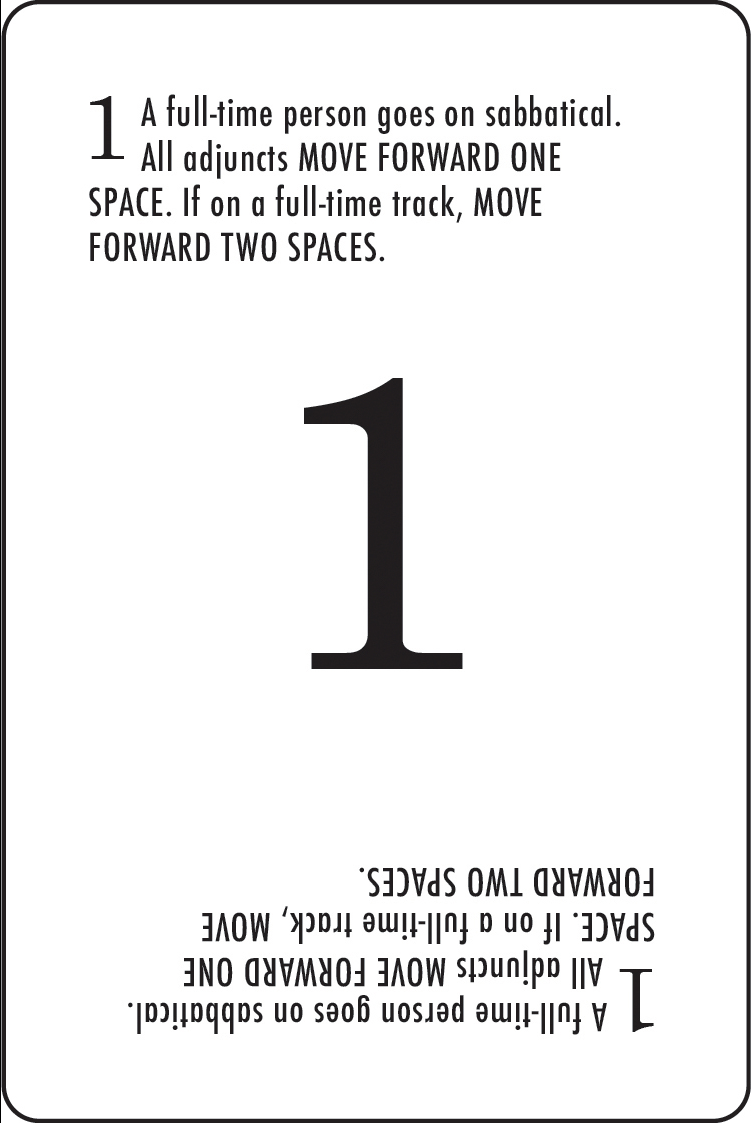 1 A full-time person goes on sabbatical.
All adjuncts MOVE FORWARD ONE
SPACE. If on a full-time track, MOVE
FORWARD TWO SPACES.
1
1 A full-time person goes on sabbatical.
All adjuncts MOVE FORWARD ONE
SPACE. If on a full-time track, MOVE
FORWARD TWO SPACES.